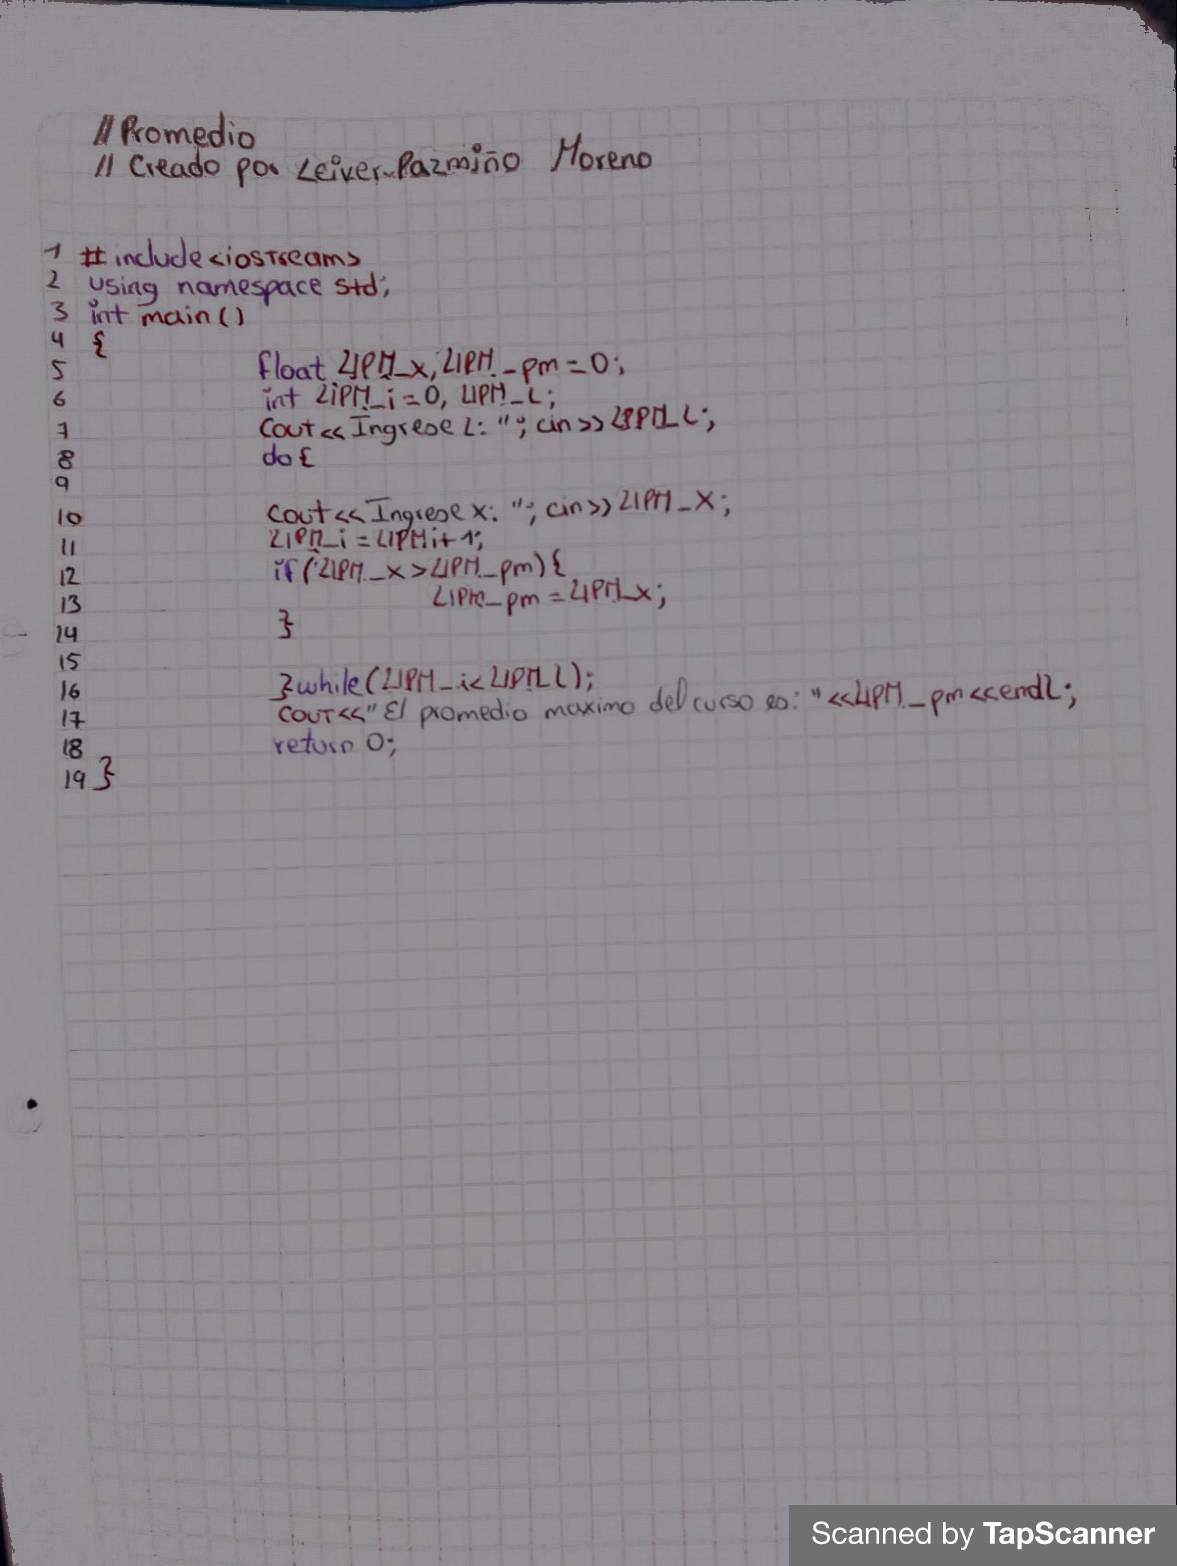 // Promedio
// Creado por Leiver Pazmiño Moreno
1 #include<iostream>
2 using namespace std;
3 int main()
4 {
5 float LIPM_x, LIPM_pm=0;
6 int LIPM_i=0, LIPM_L;
7 Cout<< Ingrese L: "; cin>> LIPM_L;
8 do{
9
10 cout<< Ingrese x: "; cin>> LIPM_X;
11 LIPM_i=LIPMi+1;
12 if(LIPM_x>LIPM_pm){
13 LIPM_pm=LIPM_x;
14 }
15
16 }while(LIPM_i<LIPM_L);
17 cout<<"El promedio maximo del curso es: "<<LIPM_pm<<endl;
18 return 0;
19 }
Scanned by TapScanner